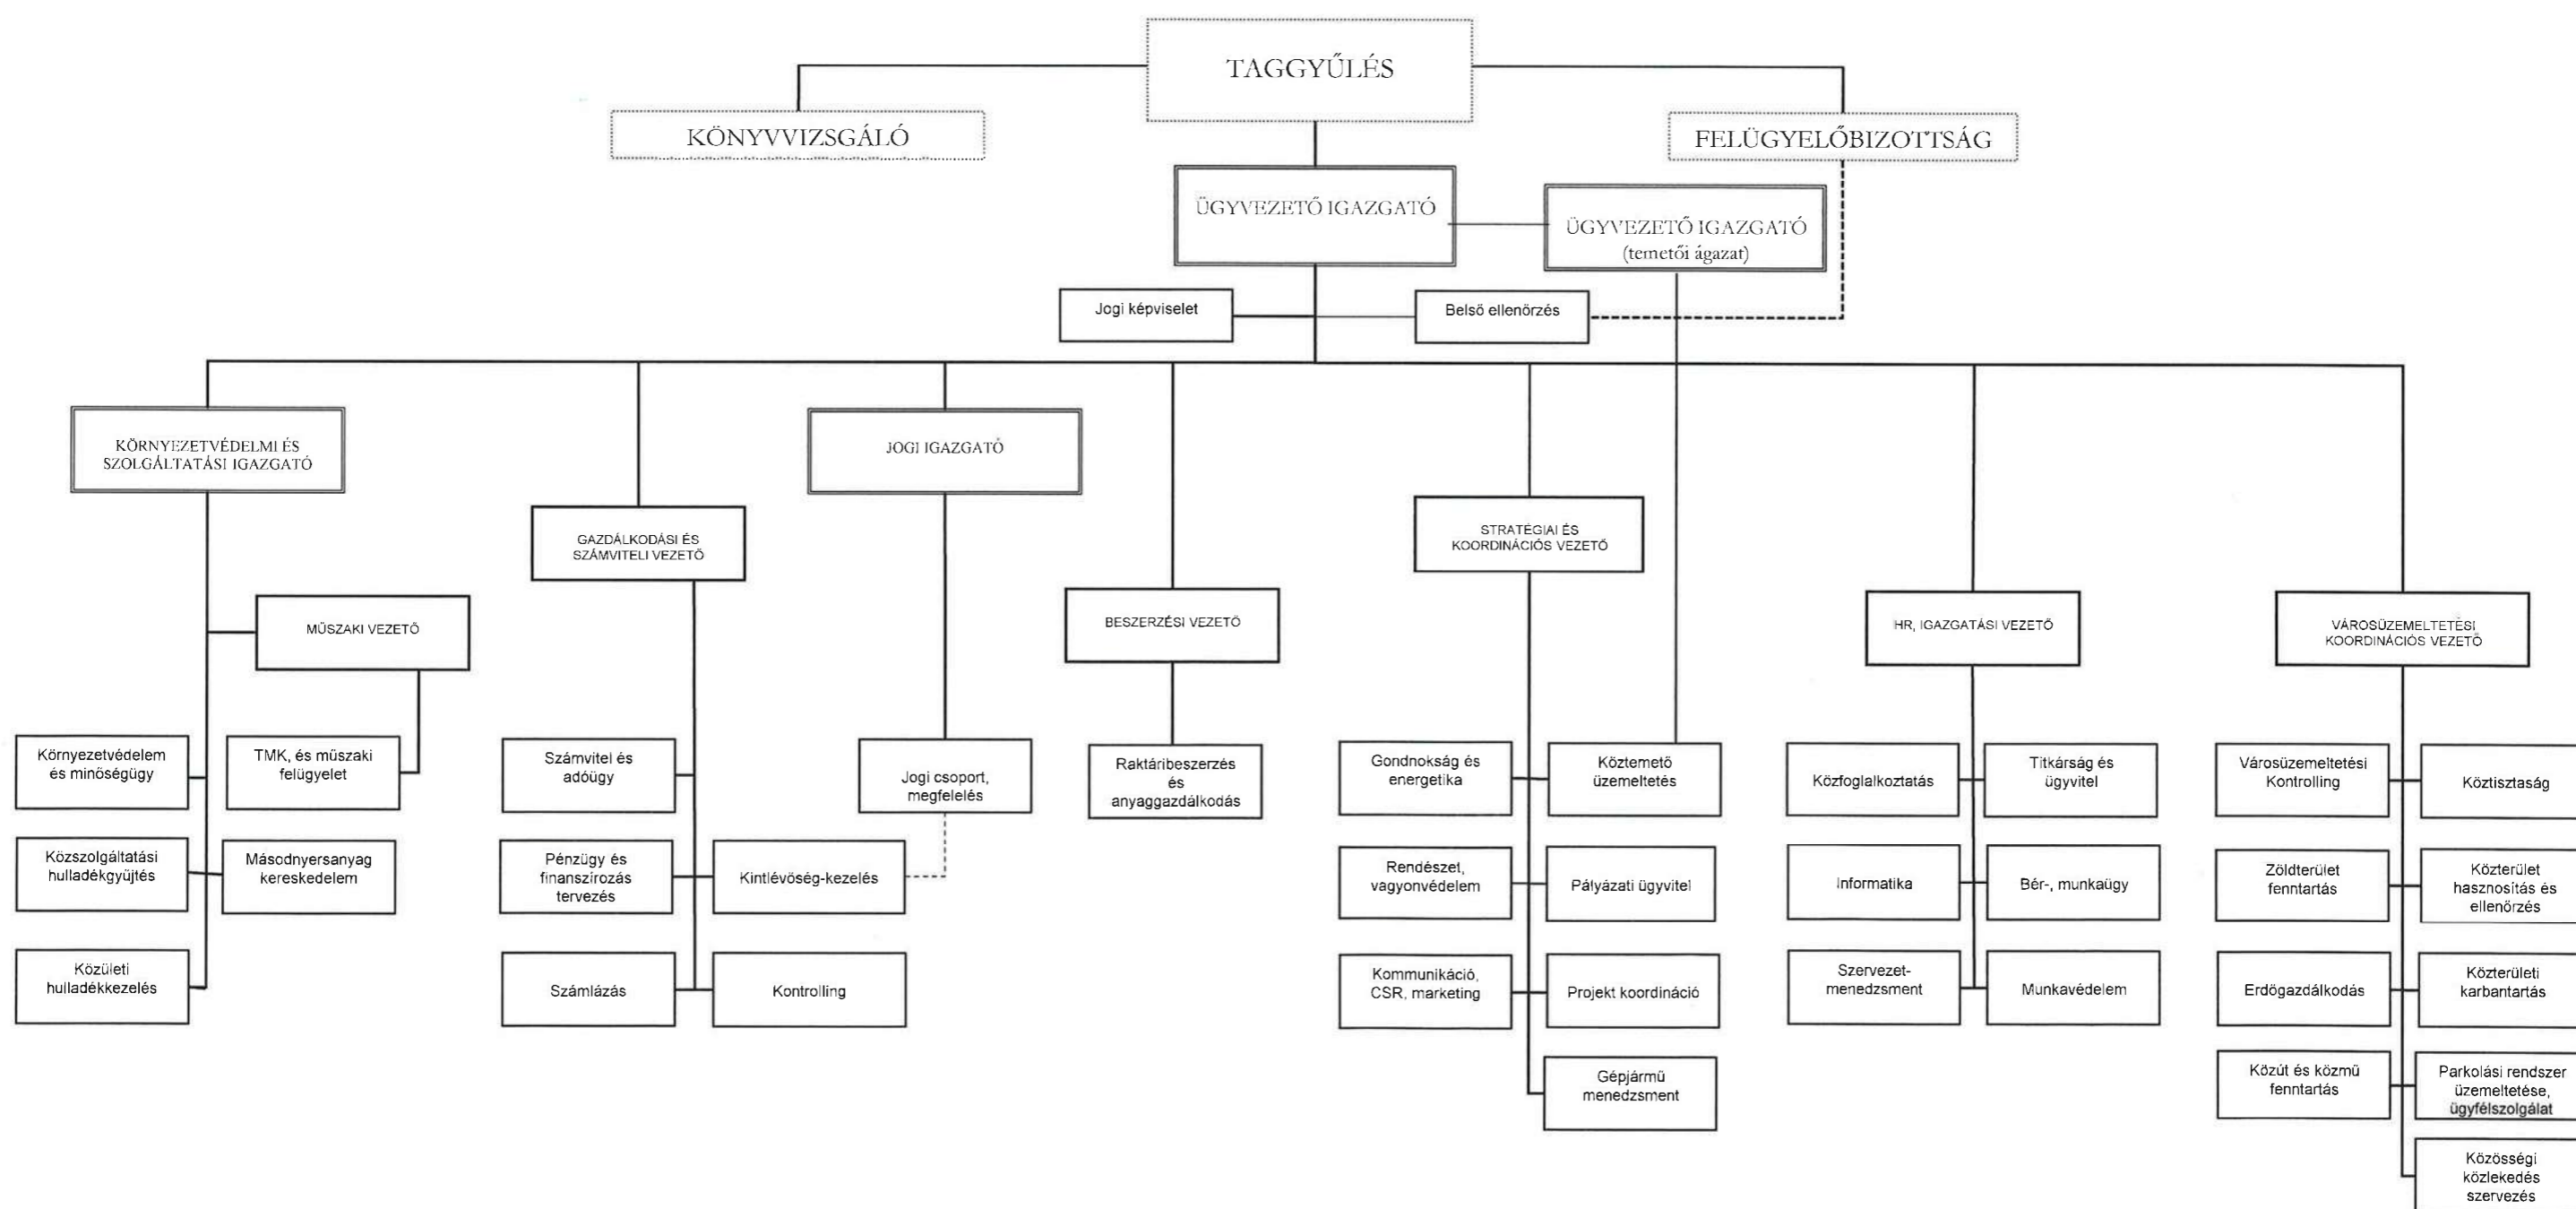 TAGGYŰLÉS
KÖNYVVIZSGÁLÓ
FELÜGYELŐBIZOTTSÁG
ÜGYVEZETŐ IGAZGATÓ
ÜGYVEZETŐ IGAZGATÓ
(temetői ágazat)
Jogi képviselet
Belső ellenőrzés
KÖRNYEZETVÉDELMI ÉS
SZOLGÁLTATÁSI IGAZGATÓ
JOGI IGAZGATÓ
GAZDÁLKODÁSI ÉS
SZÁMVITELI VEZETŐ
STRATÉGIAI ÉS
KOORDINÁCIÓS VEZETŐ
MŰSZAKI VEZETŐ
BESZERZÉSI VEZETŐ
HR, IGAZGATÁSI VEZETŐ
VÁROSÜZEMELTETÉSI
KOORDINÁCIÓS VEZETŐ
Környezetvédelem
és minőségügy
TMK, és műszaki
felügyelet
Számvitel és
adóügy
Jogi csoport,
megfelelés
Raktáribeszerzés
és
anyaggazdálkodás
Gondnokság és
energetika
Köztemető
üzemeltetés
Közfoglalkoztatás
Titkárság és
ügyvitel
Városüzemeltetési
Kontrolling
Köztisztaság
Közszolgáltatási
hulladékgyűjtés
Másodnyersanyag
kereskedelem
Pénzügy és
finanszírozás
tervezés
Kintlévőség-kezelés
Rendészet,
vagyonvédelem
Pályázati ügyvitel
Informatika
Bér-, munkaügy
Zöldterület
fenntartás
Közterület
hasznosítás és
ellenőrzés
Közületi
hulladékkezelés
Számlázás
Kontrolling
Kommunikáció,
CSR, marketing
Projekt koordináció
Szervezet-
menedzsment
Munkavédelem
Erdőgazdálkodás
Közterületi
karbantartás
Gépjármű
menedzsment
Közút és közmű
fenntartás
Parkolási rendszer
üzemeltetése,
ügyfélszolgálat
Közösségi
közlekedés
szervezés